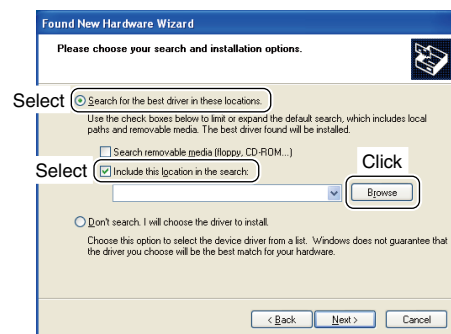 Found New Hardware Wizard
Please choose your search and installation options.
Select
Search for the best driver in these locations.
Use the check boxes below to limit or expand the default search, which includes local
paths and removable media. The best driver found will be installed.
Search removable media (floppy, CD-ROM...)
Select
Include this location in the search:
Click
Browse
Don't search. I will choose the driver to install.
Choose this option to select the device driver from a list. Windows does not guarantee that
the driver you choose will be the best match for your hardware.
< Back
Next >
Cancel